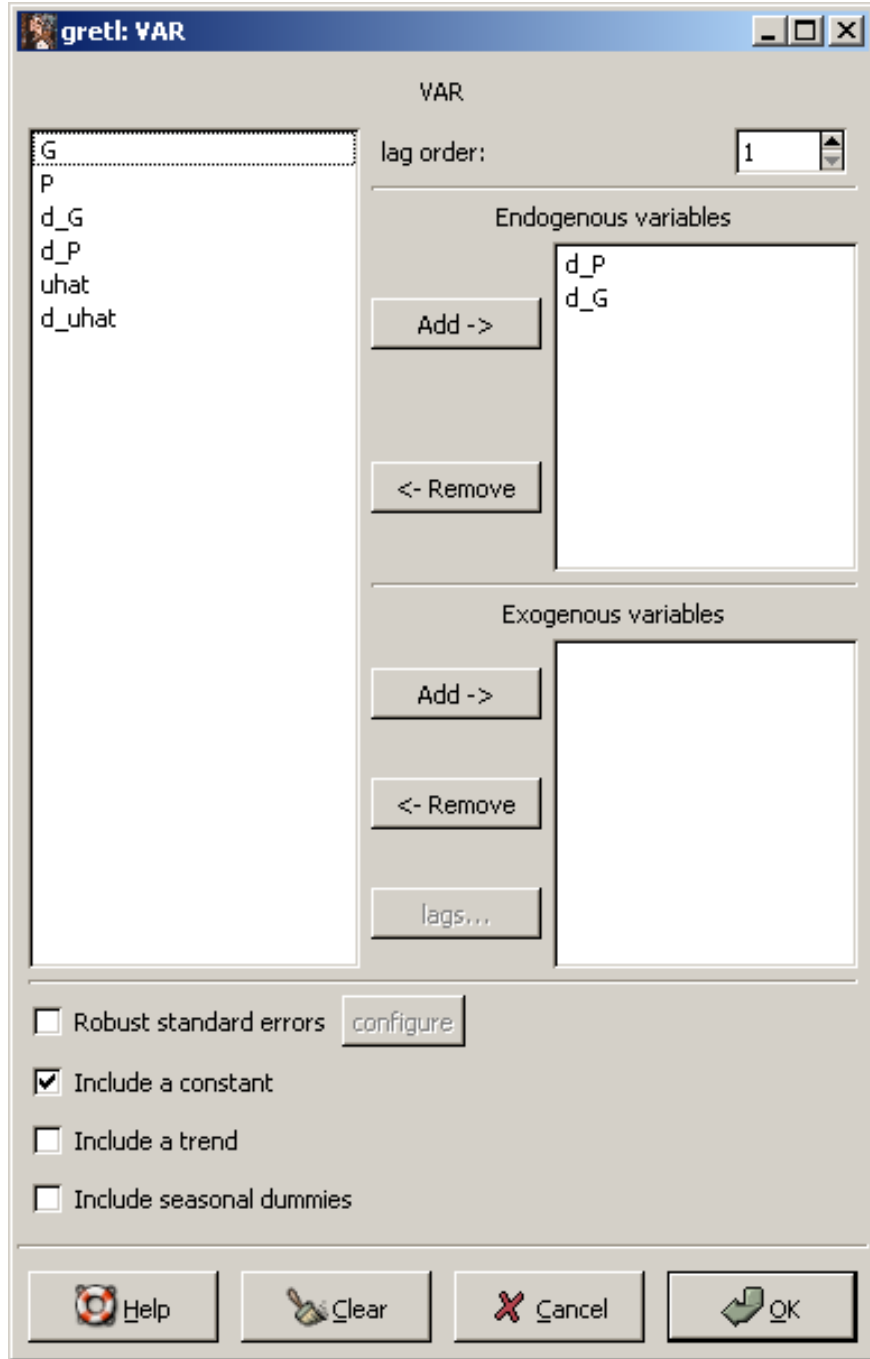 gretl: VAR
VAR
G
P
d_G
d_P
uhat
d_uhat
lag order:
1
Endogenous variables
d_P
d_G
Add ->
<- Remove
Exogenous variables
Add ->
<- Remove
lags...
Robust standard errors
configure
Include a constant
Include a trend
Include seasonal dummies
Help
Clear
Cancel
OK